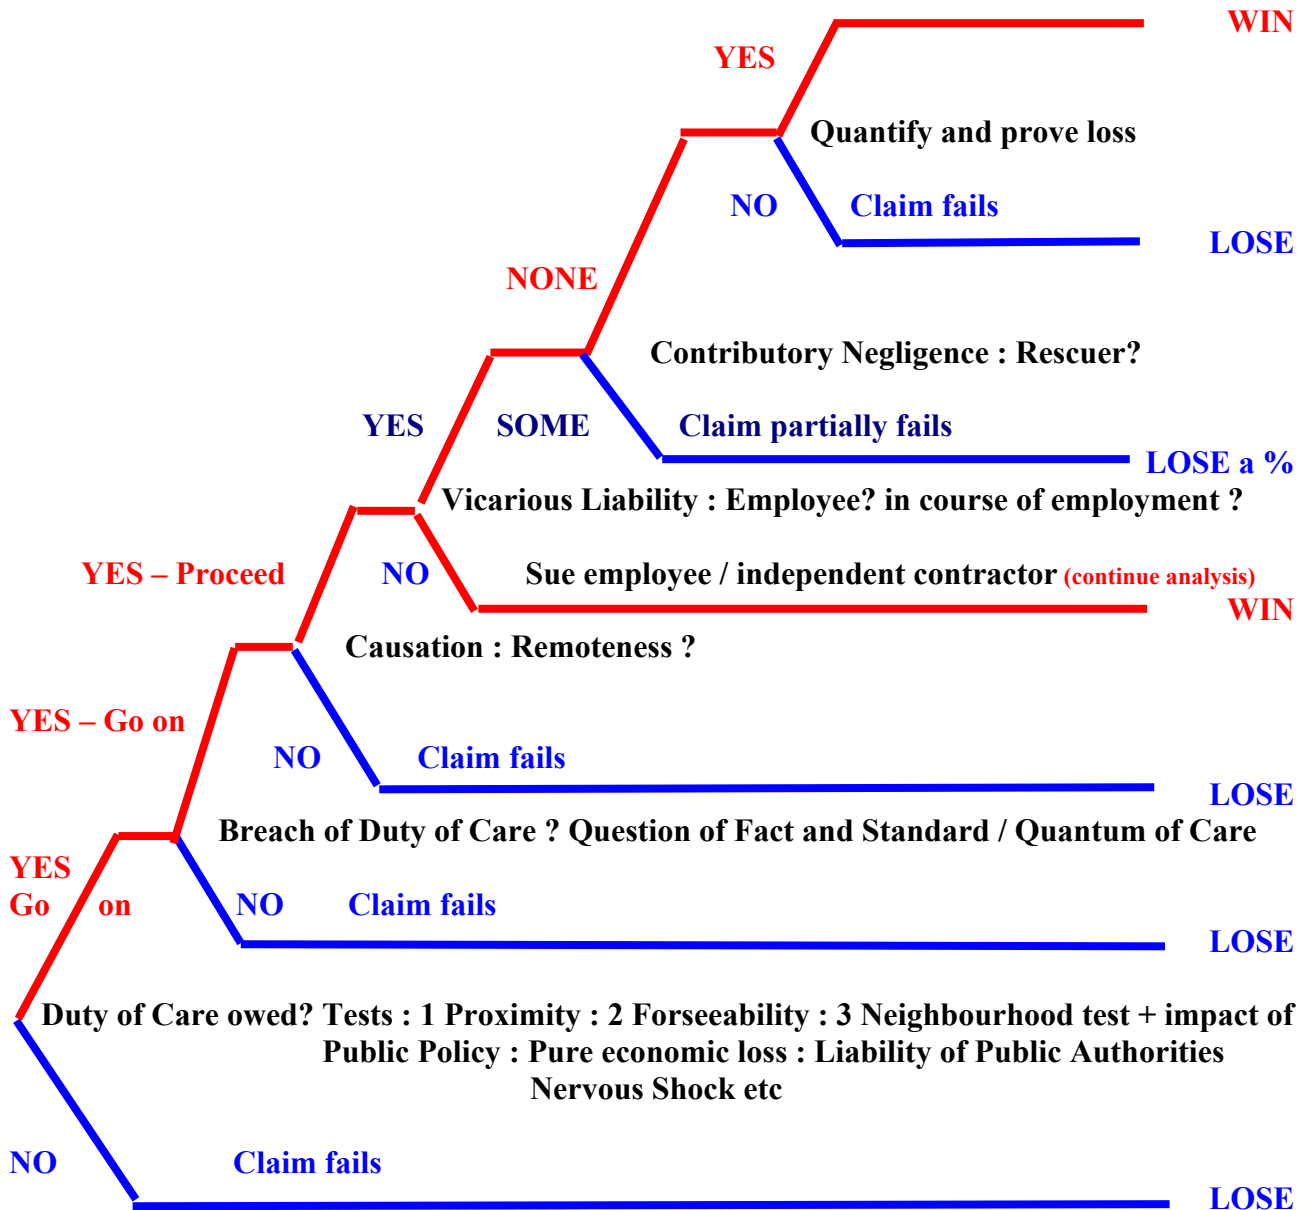 WIN
YES
Quantify and prove loss
NO Claim fails
LOSE
NONE
Contributory Negligence : Rescuer?
YES SOME Claim partially fails
LOSE a %
Vicarious Liability : Employee? in course of employment ?
YES – Proceed NO Sue employee / independent contractor (continue analysis)
WIN
Causation : Remoteness ?
YES – Go on
NO Claim fails
LOSE
Breach of Duty of Care ? Question of Fact and Standard / Quantum of Care
YES
Go on NO Claim fails
LOSE
Duty of Care owed? Tests : 1 Proximity : 2 Forseeability : 3 Neighbourhood test + impact of
Public Policy : Pure economic loss : Liability of Public Authorities
Nervous Shock etc
NO Claim fails
LOSE